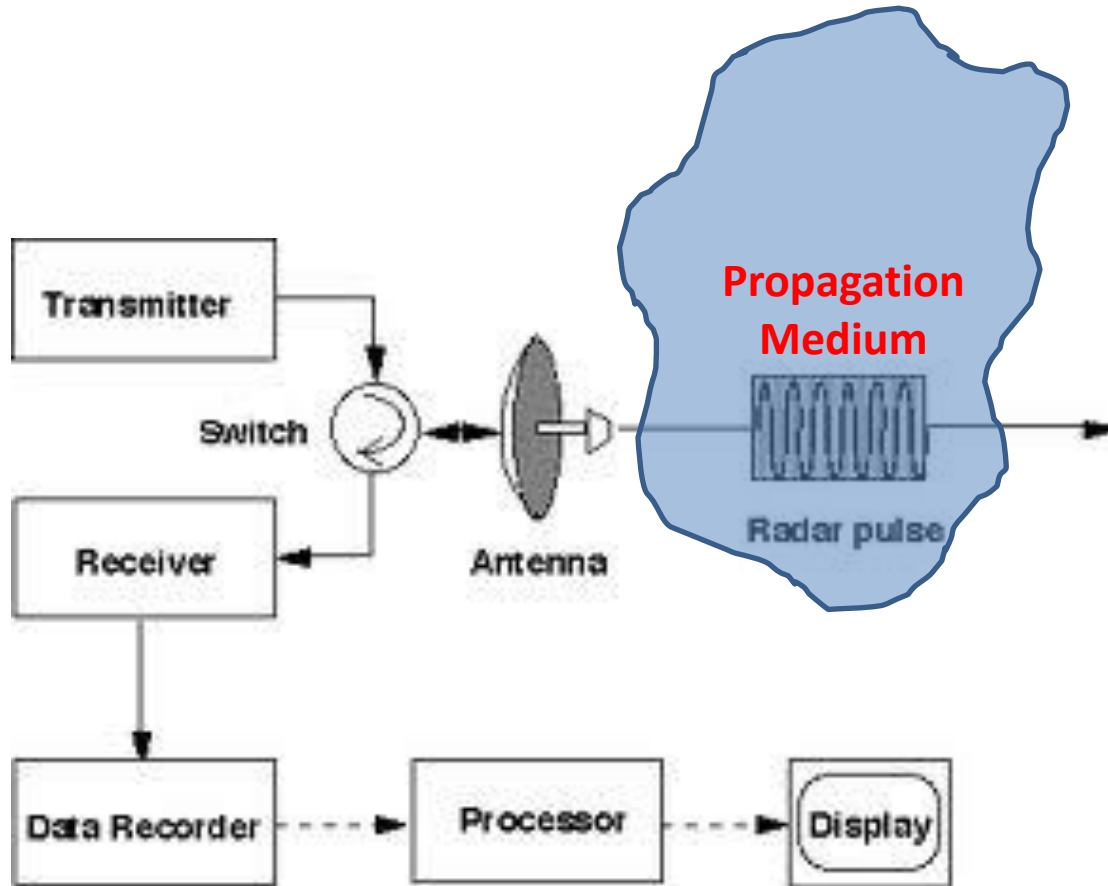 Propagation
Medium
Transmitter
Switch
Receiver
Antenna
Radar pulse
Data Recorder
Processor
Display